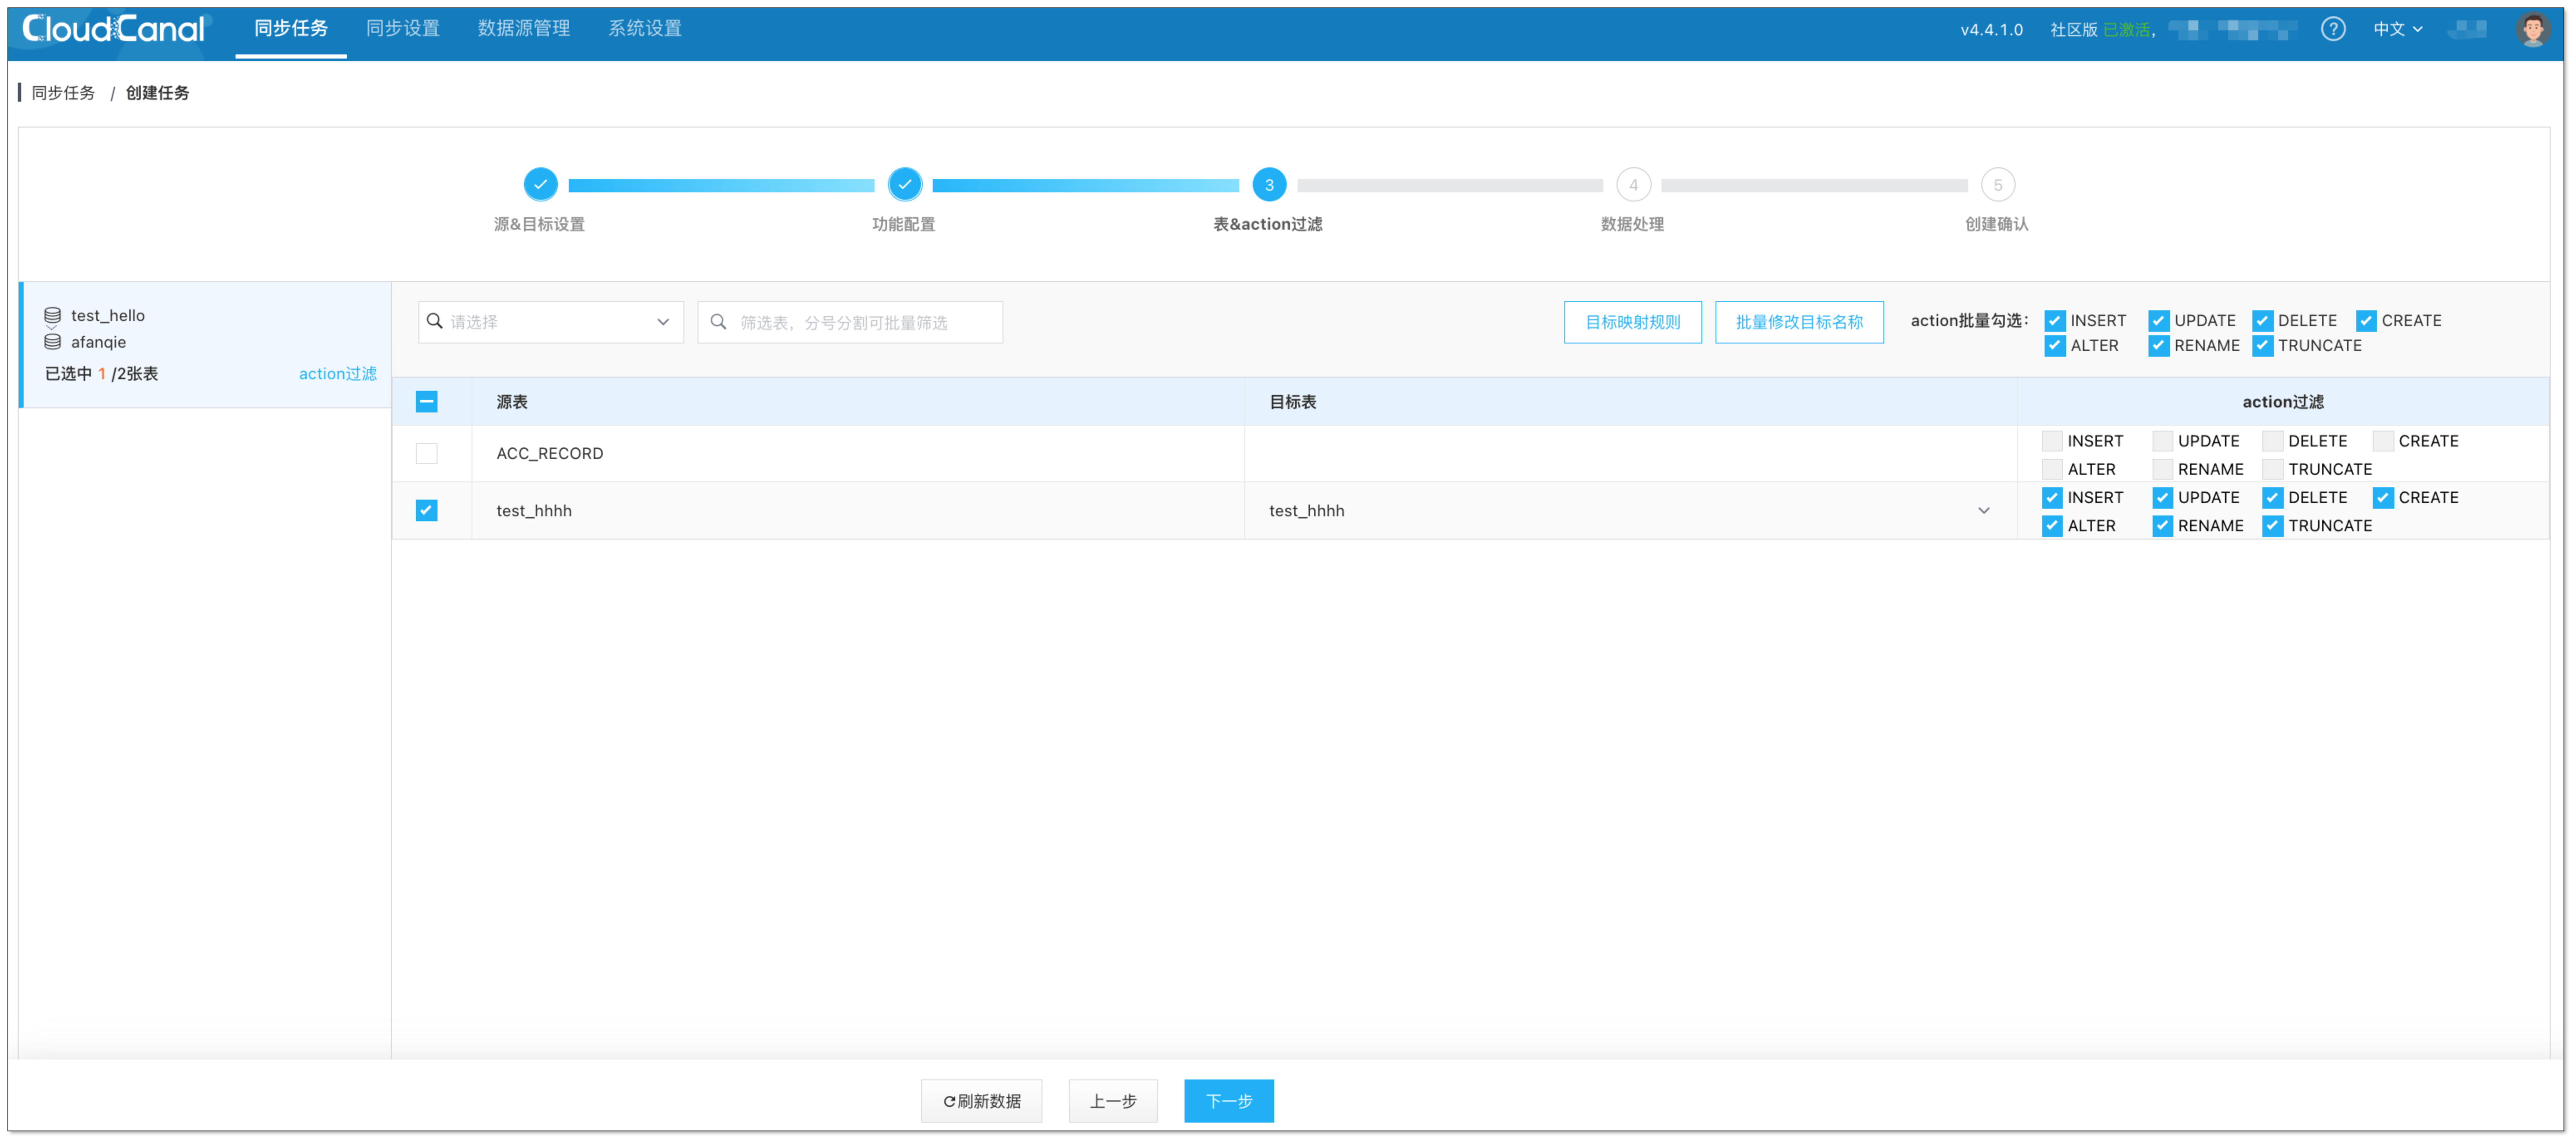 CloudCanal 同步任务 同步设置 数据源管理 系统设置 v4.4.1.0 社区版 已激活, ? 中文
同步任务 / 创建任务
3 4 5
源&目标设置 功能配置 表&action过滤 数据处理 创建确认
test_hello
afanqie
已选中 1 /2张表 action过滤
请选择 筛选表，分号分割可批量筛选 目标映射规则 批量修改目标名称 action批量勾选： INSERT UPDATE DELETE CREATE
ALTER RENAME TRUNCATE
源表 目标表 action过滤
ACC_RECORD INSERT UPDATE DELETE CREATE
ALTER RENAME TRUNCATE
test_hhhh test_hhhh INSERT UPDATE DELETE CREATE
ALTER RENAME TRUNCATE
刷新数据 上一步 下一步